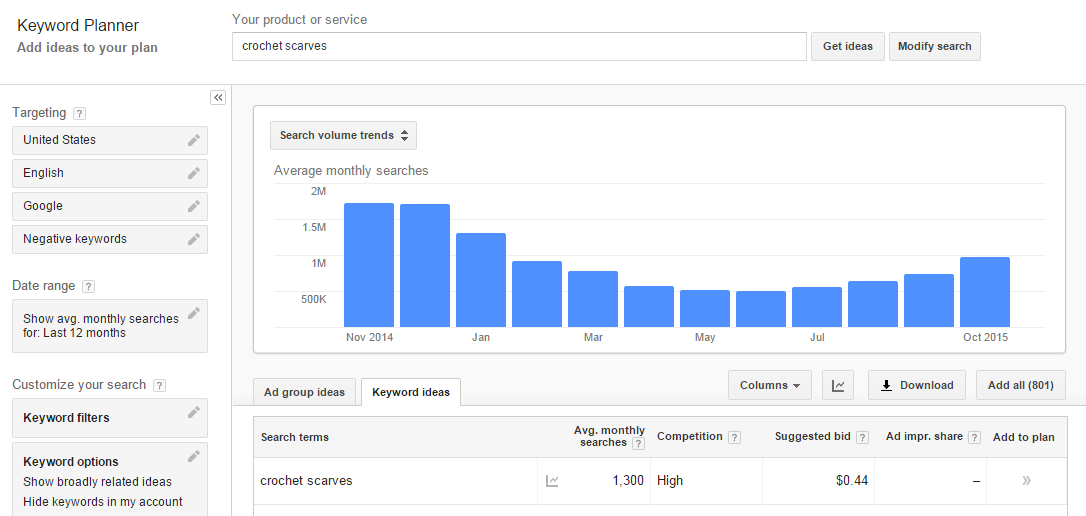 Keyword Planner
Add ideas to your plan
Your product or service
crochet scarves
Get ideas
Modify search
Targeting ?
United States
English
Google
Negative keywords
Date range ?
Show avg. monthly searches
for: Last 12 months
Customize your search ?
Keyword filters
Keyword options
Show broadly related ideas
Hide keywords in my account
Search volume trends
Average monthly searches
2M
1.5M
1M
500K
Nov 2014 Jan Mar May Jul Oct 2015
Ad group ideas
Keyword ideas
Columns
Download
Add all (801)
Search terms
Avg. monthly
searches ?
Competition ?
Suggested bid ?
Ad impr. share ?
Add to plan
crochet scarves 1,300 High $0.44 – »